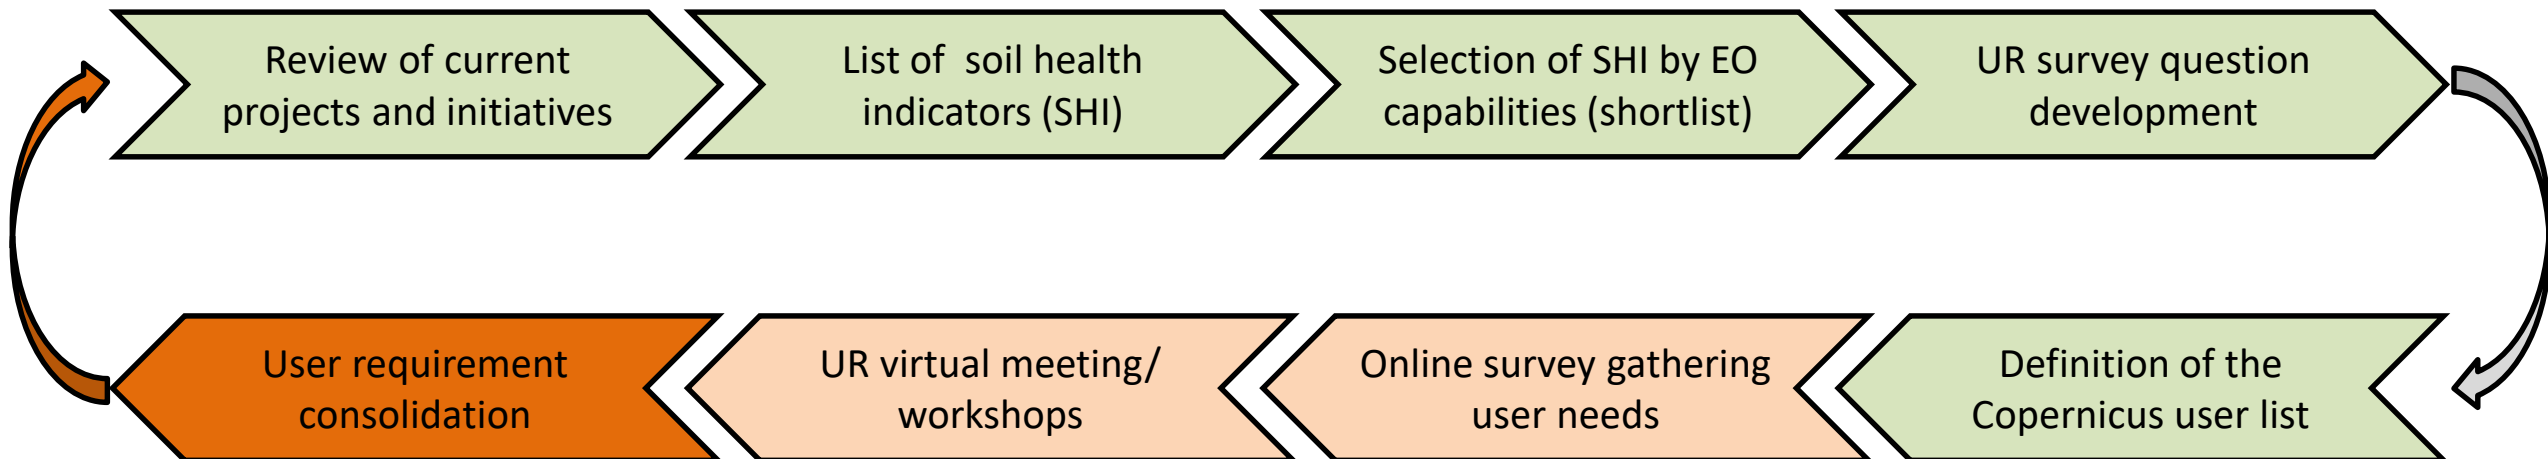 Review of current
projects and initiatives
List of soil health
indicators (SHI)
Selection of SHI by EO
capabilities (shortlist)
UR survey question
development
User requirement
consolidation
UR virtual meeting/
workshops
Online survey gathering
user needs
Definition of the
Copernicus user list